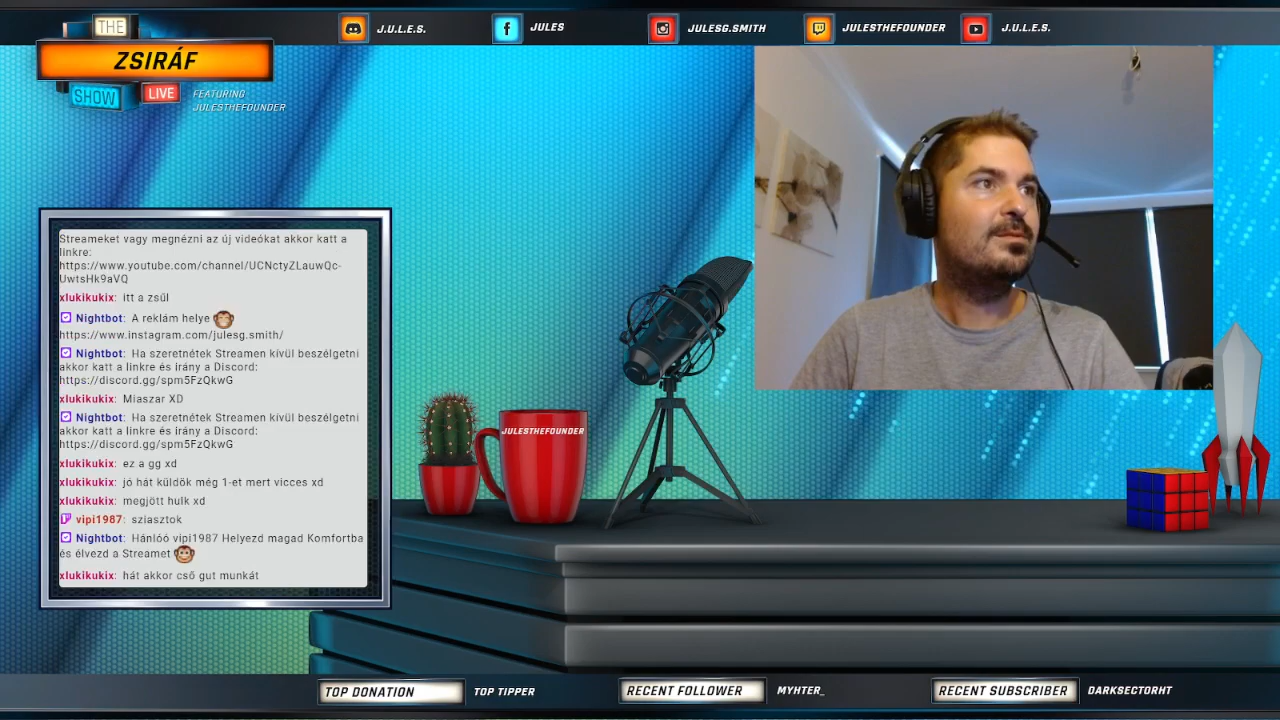 THE
ZSIRÁF
SHOW
LIVE
FEATURING
JULESTHEFOUNDER
J.U.L.E.S.
JULES
JULESG.SMITH
JULESTHEFOUNDER
J.U.L.E.S.
Streameket vagy megnézni az új videókat akkor katt a
linkre:
https://www.youtube.com/channel/UCNctyZLauwQc-
UwtsHk9aVQ
xlukikukix: itt a zsűl
Nightbot: A reklám helye
https://www.instagram.com/julesg.smith/
Nightbot: Ha szeretnétek Streamen kívül beszélgetni
akkor katt a linkre és irány a Discord:
https://discord.gg/spm5FzQkwG
xlukikukix: Miaszar XD
Nightbot: Ha szeretnétek Streamen kívül beszélgetni
akkor katt a linkre és irány a Discord:
https://discord.gg/spm5FzQkwG
xlukikukix: ez a gg xd
xlukikukix: jó hát küldök még 1-et mert vicces xd
xlukikukix: megjött hulk xd
vipi1987: sziasztok
Nightbot: Hánlóó vipi1987 Helyezd magad Komfortba
és élvezd a Streamet
xlukikukix: hát akkor cső gut munkát
JULESTHEFOUNDER
TOP DONATION
TOP TIPPER
RECENT FOLLOWER
MYHTER_
RECENT SUBSCRIBER
DARKSECTORHT